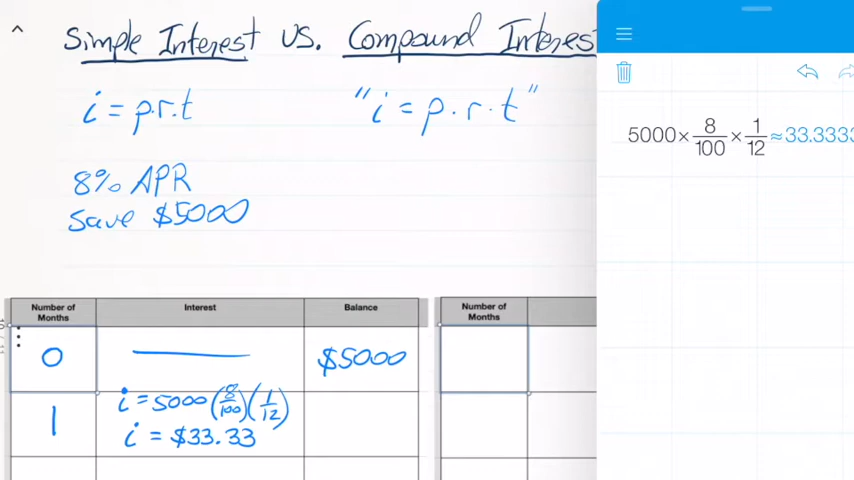 Simple Interest vs. Compound Interest
i = p.r.t
"i = p · r · t"
8% APR
Save $5000
5000×8/100×1/12≈33.3333
Number of Months Interest Balance
0 $5000
1 i = 5000(8/100)(1/12)
i = $33.33
Number of Months